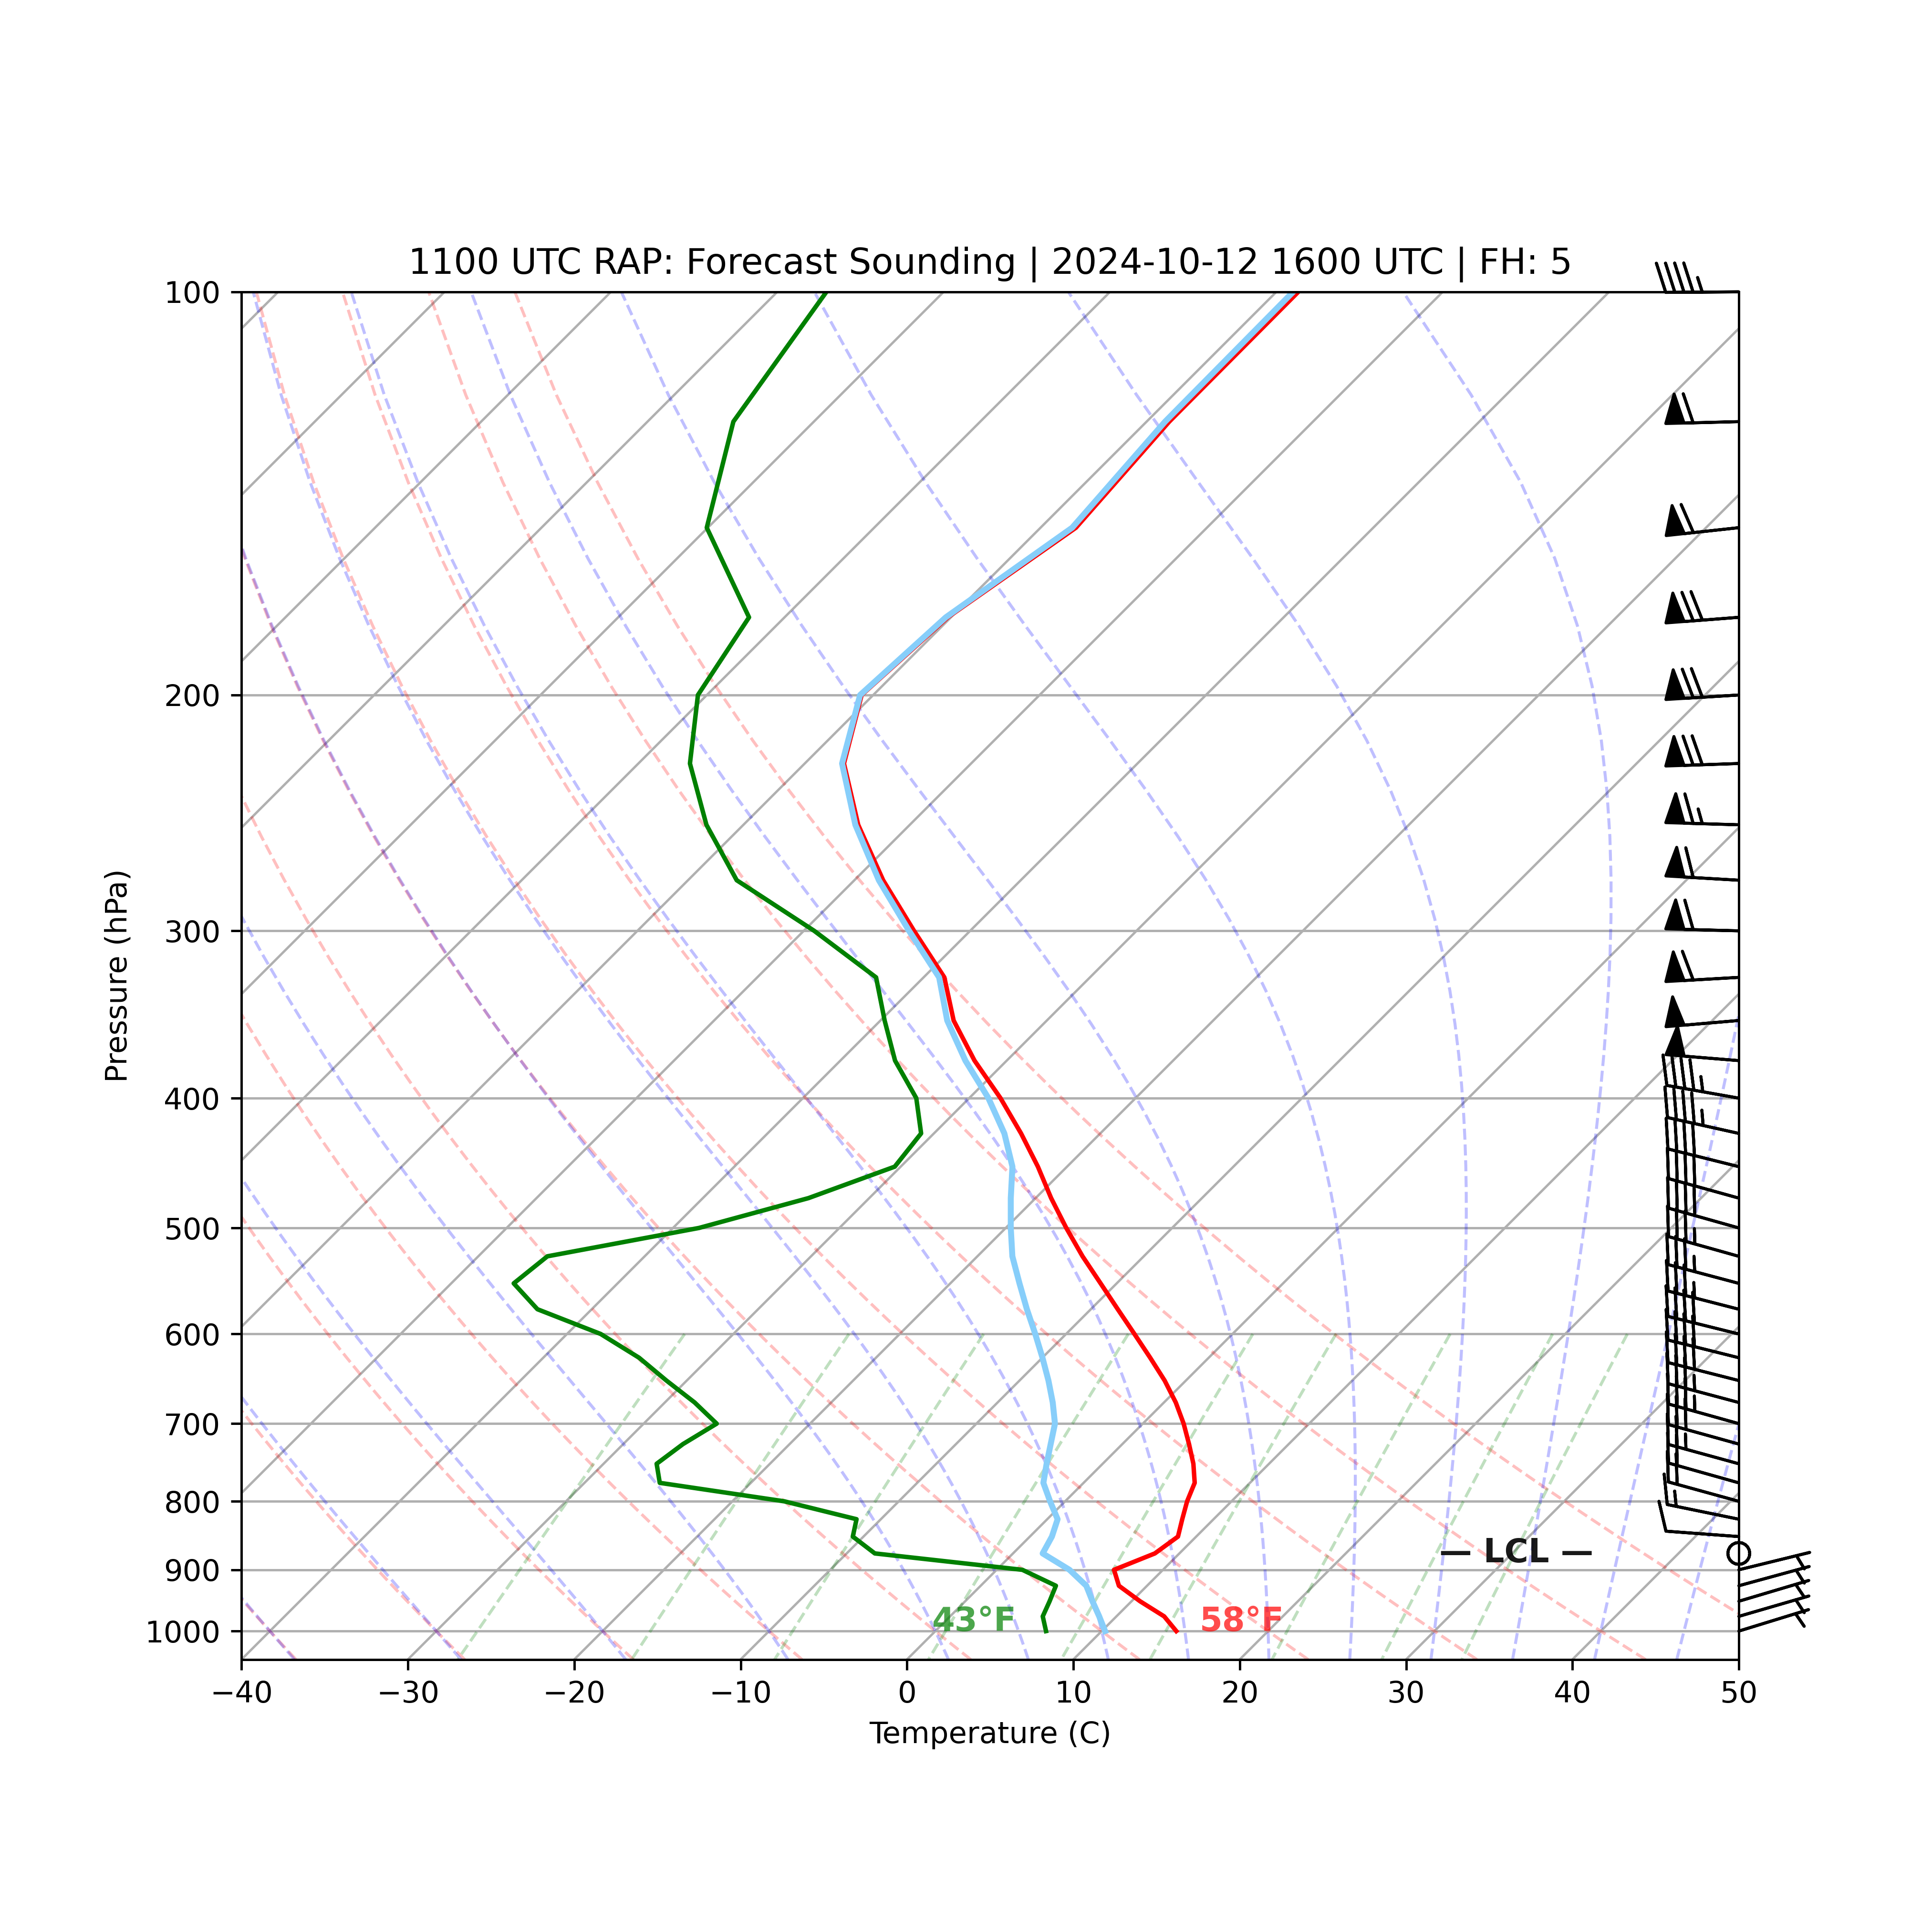 1100 UTC RAP: Forecast Sounding | 2024-10-12 1600 UTC | FH: 5
100
200
300
400
500
600
700
800
900
1000
Pressure (hPa)
— LCL —
43°F
58°F
−40 −30 −20 −10 0 10 20 30 40 50
Temperature (C)